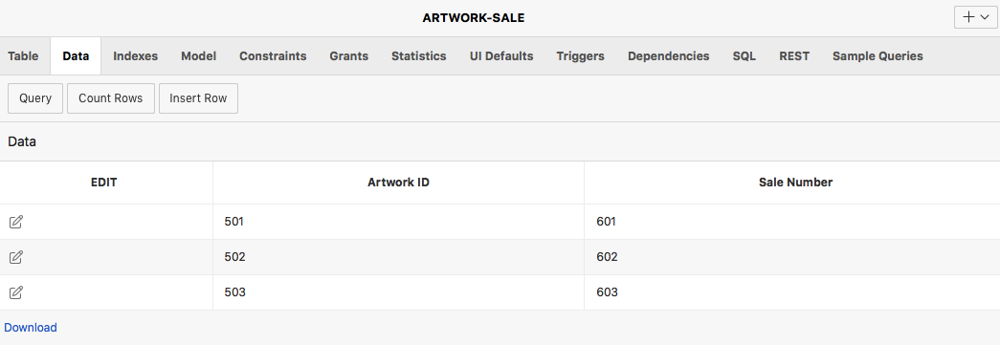 ARTWORK-SALE
Table Data Indexes Model Constraints Grants Statistics UI Defaults Triggers Dependencies SQL REST Sample Queries
Query Count Rows Insert Row
Data
EDIT Artwork ID Sale Number
501 601
502 602
503 603
Download